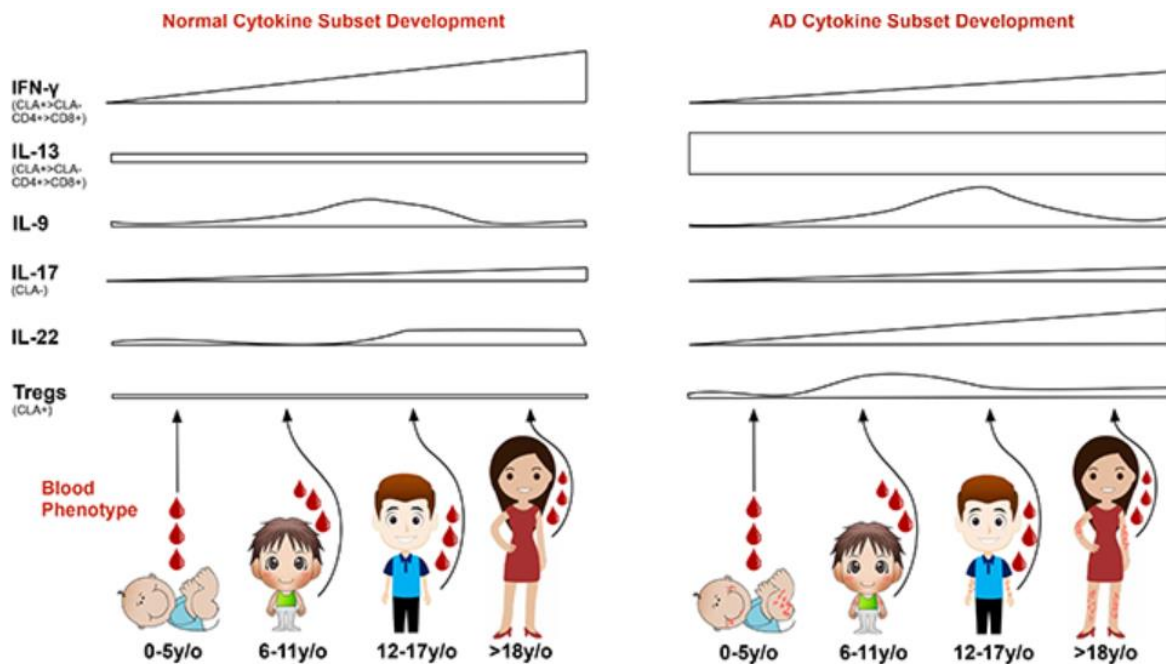 Normal Cytokine Subset Development
AD Cytokine Subset Development
IFN-γ
(CLA+>CLA-
CD4+>CD8+)
IL-13
(CLA+>CLA-
CD4+>CD8+)
IL-9
IL-17
(CLA-)
IL-22
Tregs
(CLA+)
Blood
Phenotype
0-5y/o 6-11y/o 12-17y/o >18y/o
0-5y/o 6-11y/o 12-17y/o >18y/o